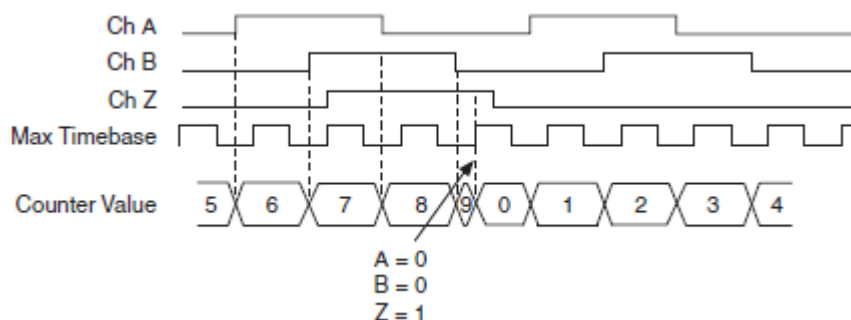 Ch A
Ch B
Ch Z
Max Timebase
Counter Value 5 6 7 8 9 0 1 2 3 4
A = 0
B = 0
Z = 1